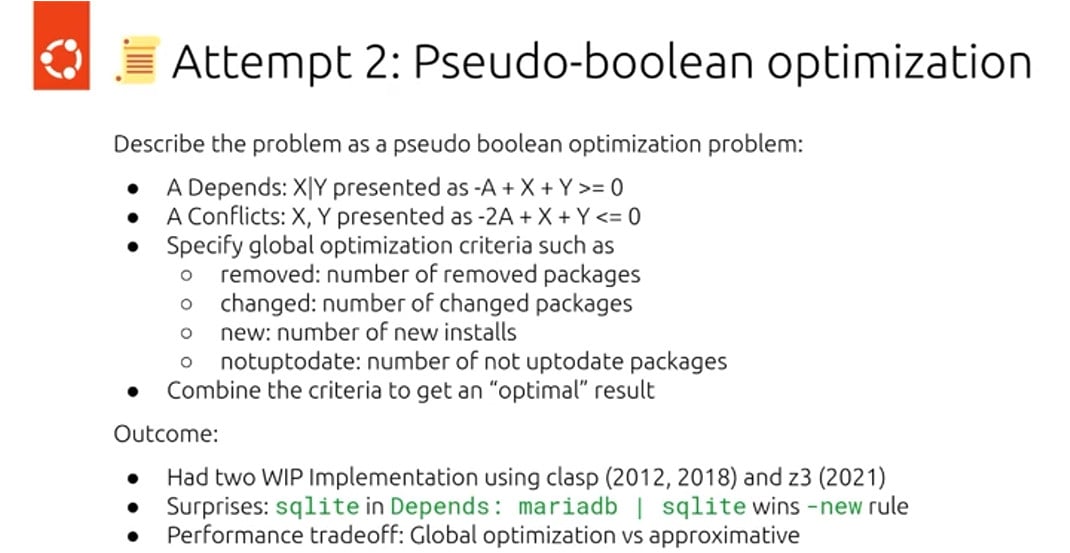 Attempt 2: Pseudo-boolean optimization
Describe the problem as a pseudo boolean optimization problem:
● A Depends: X|Y presented as -A + X + Y >= 0
● A Conflicts: X, Y presented as -2A + X + Y <= 0
● Specify global optimization criteria such as
○ removed: number of removed packages
○ changed: number of changed packages
○ new: number of new installs
○ notuptodate: number of not uptodate packages
● Combine the criteria to get an “optimal” result
Outcome:
● Had two WIP Implementation using clasp (2012, 2018) and z3 (2021)
● Surprises: sqlite in Depends: mariadb | sqlite wins -new rule
● Performance tradeoff: Global optimization vs approximative